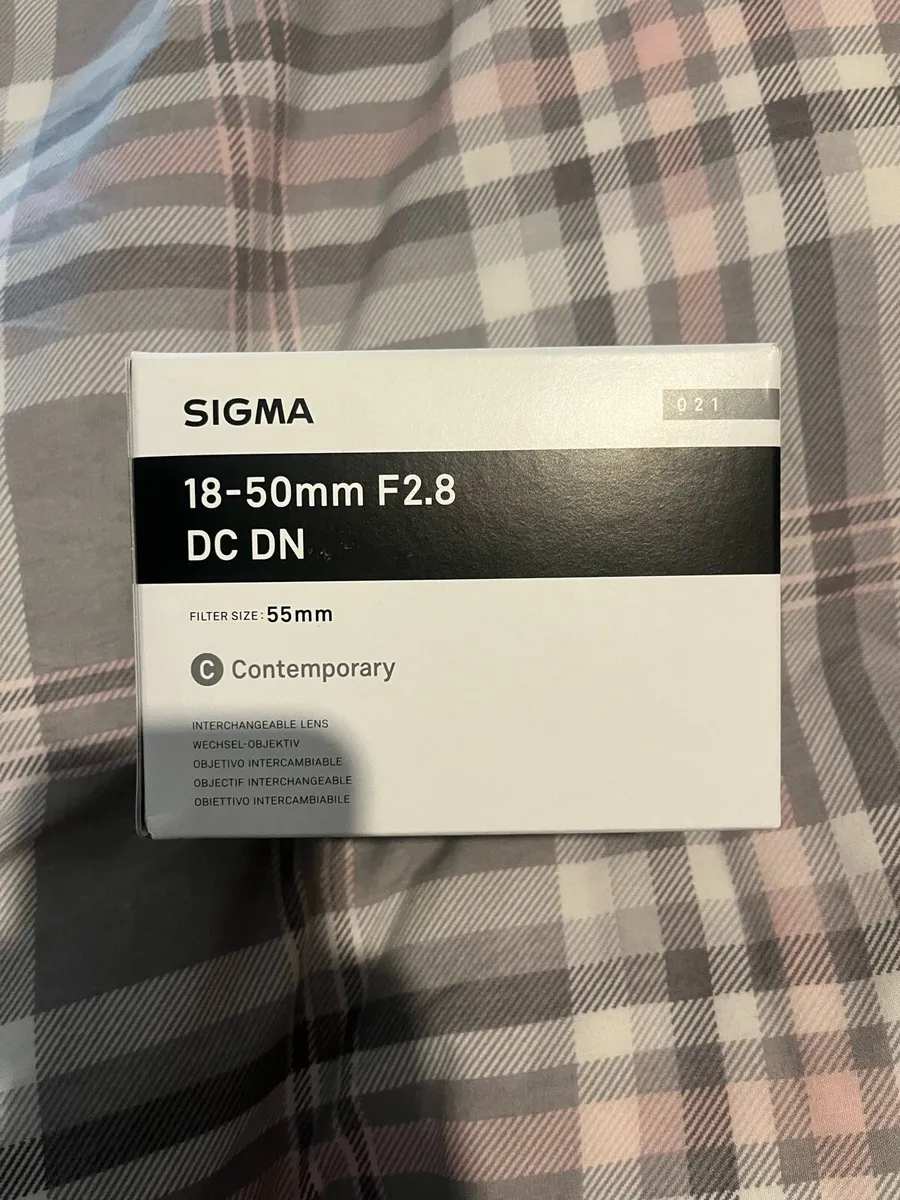 SIGMA
021
18-50mm F2.8
DC DN
FILTER SIZE: 55mm
C Contemporary
INTERCHANGEABLE LENS
WECHSEL-OBJEKTIV
OBJETIVO INTERCAMBIABLE
OBJECTIF INTERCHANGEABLE
OBIETTIVO INTERCAMBIABILE